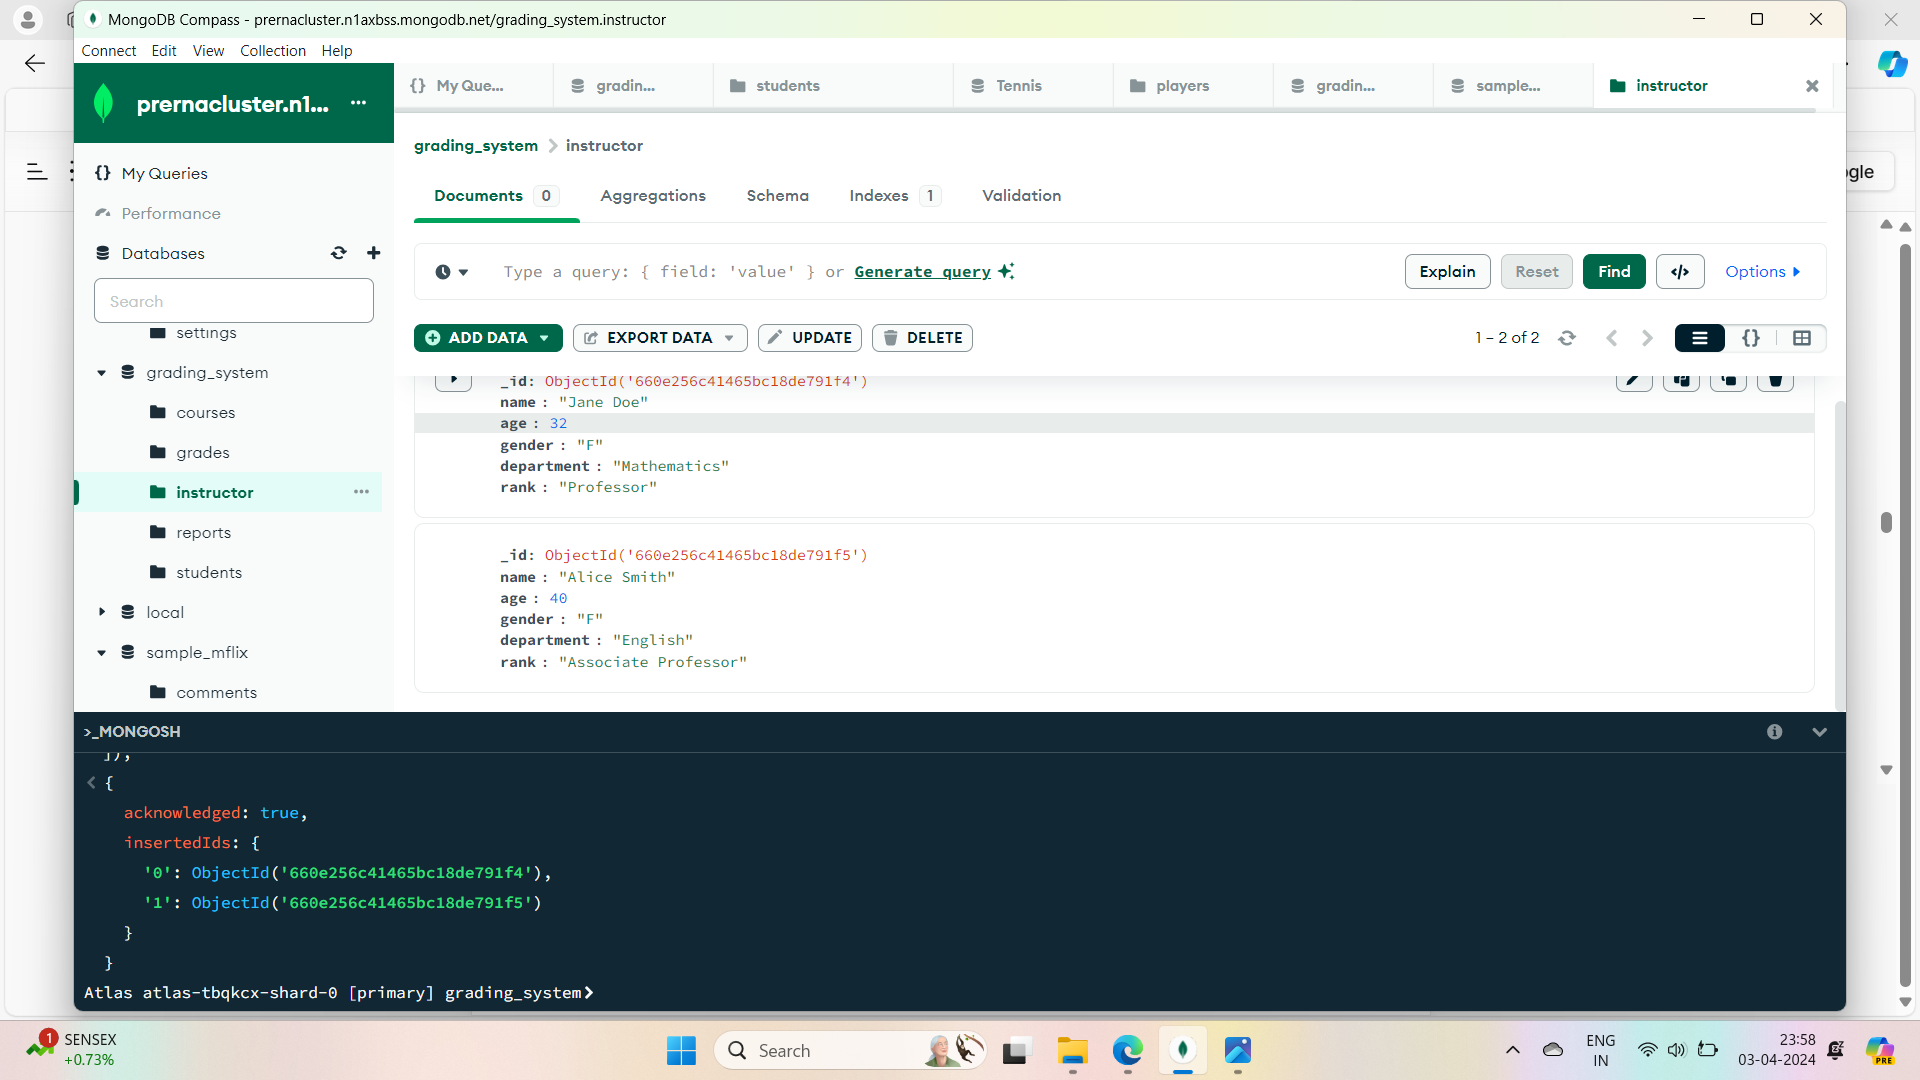 MongoDB Compass - prernacluster.n1axbss.mongodb.net/grading_system.instructor
Connect Edit View Collection Help
prernacluster.n1... ...
{} My Que... gradin... students Tennis players gradin... sample... instructor
grading_system > instructor
My Queries
Performance
Databases
Search
settings
grading_system
courses
grades
instructor ...
reports
students
local
sample_mflix
comments
Documents 0 Aggregations Schema Indexes 1 Validation
Type a query: { field: 'value' } or Generate query Explain Reset Find </> Options
ADD DATA EXPORT DATA UPDATE DELETE 1 – 2 of 2 {}
_id: ObjectId('660e256c41465bc18de791f4')
name : "Jane Doe"
age : 32
gender : "F"
department : "Mathematics"
rank : "Professor"
_id: ObjectId('660e256c41465bc18de791f5')
name : "Alice Smith"
age : 40
gender : "F"
department : "English"
rank : "Associate Professor"
>_MONGOSH
]);
< {
acknowledged: true,
insertedIds: {
'0': ObjectId('660e256c41465bc18de791f4'),
'1': ObjectId('660e256c41465bc18de791f5')
}
}
Atlas atlas-tbqkcx-shard-0 [primary] grading_system>
ogle
1 SENSEX
+0.73%
Search
ENG
IN
23:58
03-04-2024
PRE